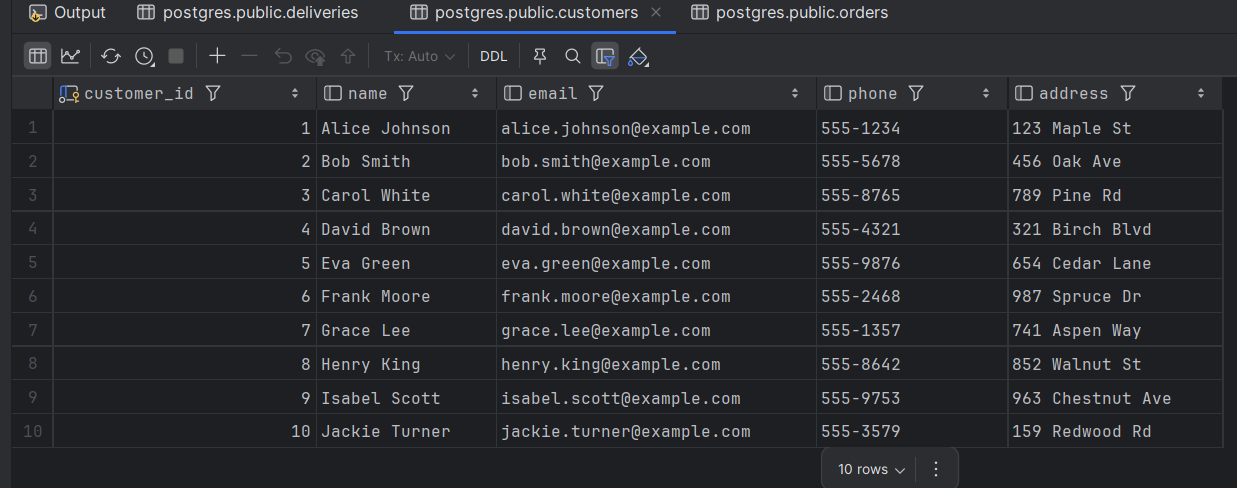 Output postgres.public.deliveries postgres.public.customers postgres.public.orders
Tx: Auto DDL
customer_id name email phone address
1 1 Alice Johnson alice.johnson@example.com 555-1234 123 Maple St
2 2 Bob Smith bob.smith@example.com 555-5678 456 Oak Ave
3 3 Carol White carol.white@example.com 555-8765 789 Pine Rd
4 4 David Brown david.brown@example.com 555-4321 321 Birch Blvd
5 5 Eva Green eva.green@example.com 555-9876 654 Cedar Lane
6 6 Frank Moore frank.moore@example.com 555-2468 987 Spruce Dr
7 7 Grace Lee grace.lee@example.com 555-1357 741 Aspen Way
8 8 Henry King henry.king@example.com 555-8642 852 Walnut St
9 9 Isabel Scott isabel.scott@example.com 555-9753 963 Chestnut Ave
10 10 Jackie Turner jackie.turner@example.com 555-3579 159 Redwood Rd
10 rows